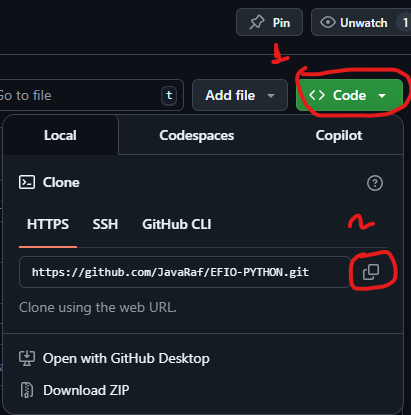 Pin
Unwatch 1
1
Go to file t Add file <> Code
Local Codespaces Copilot
Clone
HTTPS SSH GitHub CLI
2
https://github.com/JavaRaf/EFIO-PYTHON.git
Clone using the web URL.
Open with GitHub Desktop
Download ZIP